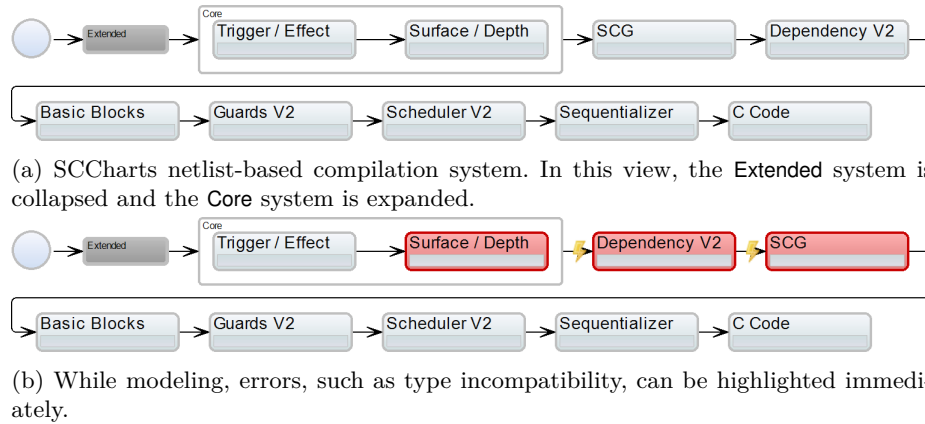 Core
Extended
Trigger / Effect
Surface / Depth
SCG
Dependency V2
Basic Blocks
Guards V2
Scheduler V2
Sequentializer
C Code
(a) SCCharts netlist-based compilation system. In this view, the Extended system is
collapsed and the Core system is expanded.
Core
Extended
Trigger / Effect
Surface / Depth
Dependency V2
SCG
Basic Blocks
Guards V2
Scheduler V2
Sequentializer
C Code
(b) While modeling, errors, such as type incompatibility, can be highlighted immedi-
ately.